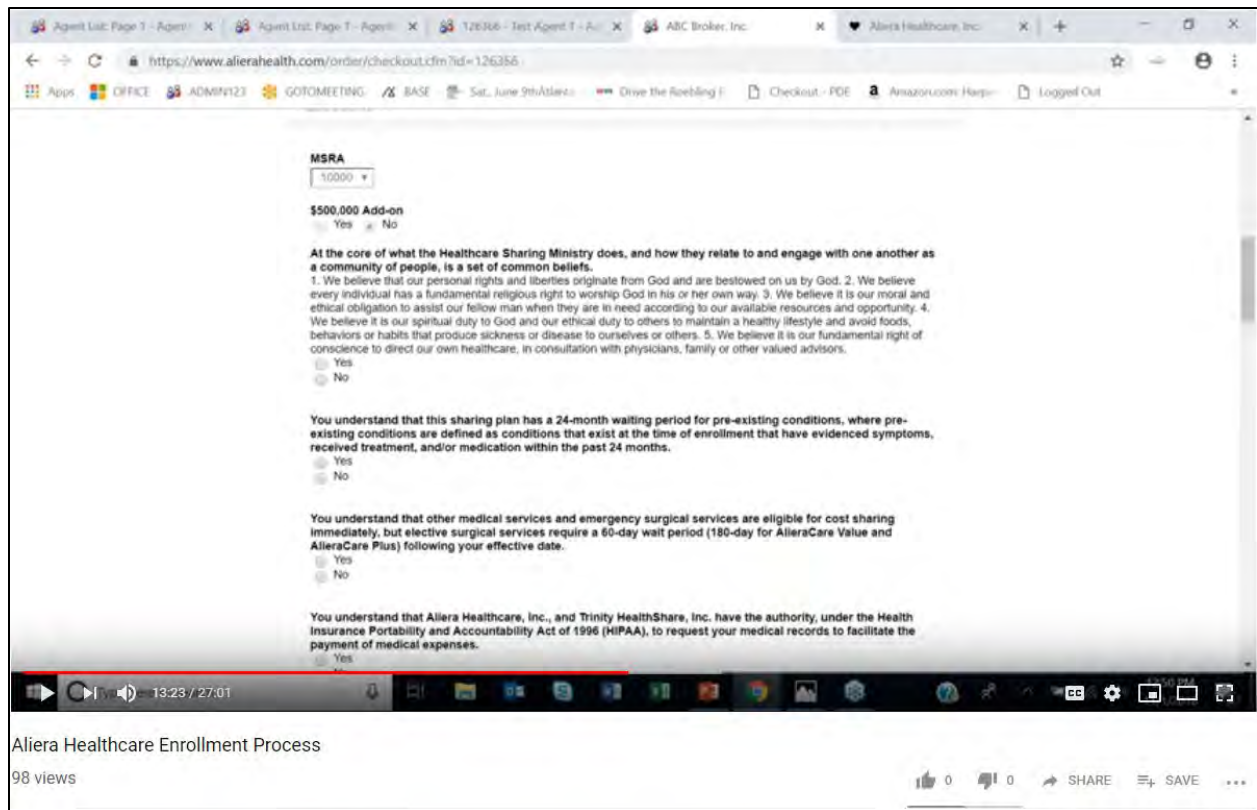 Agent List: Page 1 - Agent
Agent List: Page 1 - Agent
126366 - Test Agent 1 - A
ABC Broker, Inc.
Aliera Healthcare, Inc.
https://www.alierahealth.com/order/checkout.cfm?id=126366
Apps OFFICE ADMIN123 GOTOMEETING BASE Sat, June 9th Drive the Roebling Checkout - PDE Amazon.com: Logged Out
MSRA
10000
$500,000 Add-on
Yes No
At the core of what the Healthcare Sharing Ministry does, and how they relate to and engage with one another as
a community of people, is a set of common beliefs.
1. We believe that our personal rights and liberties originate from God and are bestowed on us by God. 2. We believe
every individual has a fundamental religious right to worship God in his or her own way. 3. We believe it is our moral and
ethical obligation to assist our fellow man when they are in need according to our available resources and opportunity. 4.
We believe it is our spiritual duty to God and our ethical duty to others to maintain a healthy lifestyle and avoid foods,
behaviors or habits that produce sickness or disease to ourselves or others. 5. We believe it is our fundamental right of
conscience to direct our own healthcare, in consultation with physicians, family or other valued advisors.
Yes
No
You understand that this sharing plan has a 24-month waiting period for pre-existing conditions, where pre-
existing conditions are defined as conditions that exist at the time of enrollment that have evidenced symptoms,
received treatment, and/or medication within the past 24 months.
Yes
No
You understand that other medical services and emergency surgical services are eligible for cost sharing
immediately, but elective surgical services require a 60-day wait period (180-day for AlieraCare Value and
AlieraCare Plus) following your effective date.
Yes
No
You understand that Aliera Healthcare, Inc., and Trinity HealthShare, Inc. have the authority, under the Health
Insurance Portability and Accountability Act of 1996 (HIPAA), to request your medical records to facilitate the
payment of medical expenses.
Yes
13:23 / 27:01
CC
Aliera Healthcare Enrollment Process
98 views
0 0 SHARE SAVE